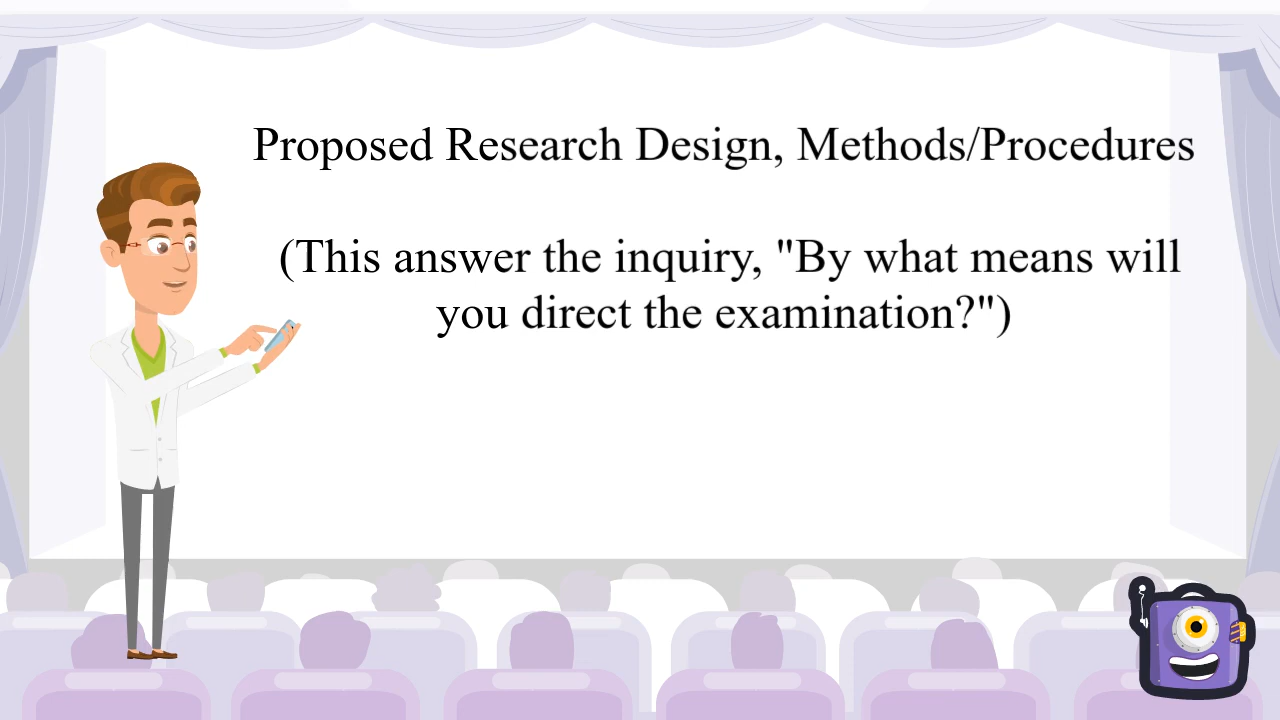 Proposed Research Design, Methods/Procedures
(This answer the inquiry, "By what means will
you direct the examination?")